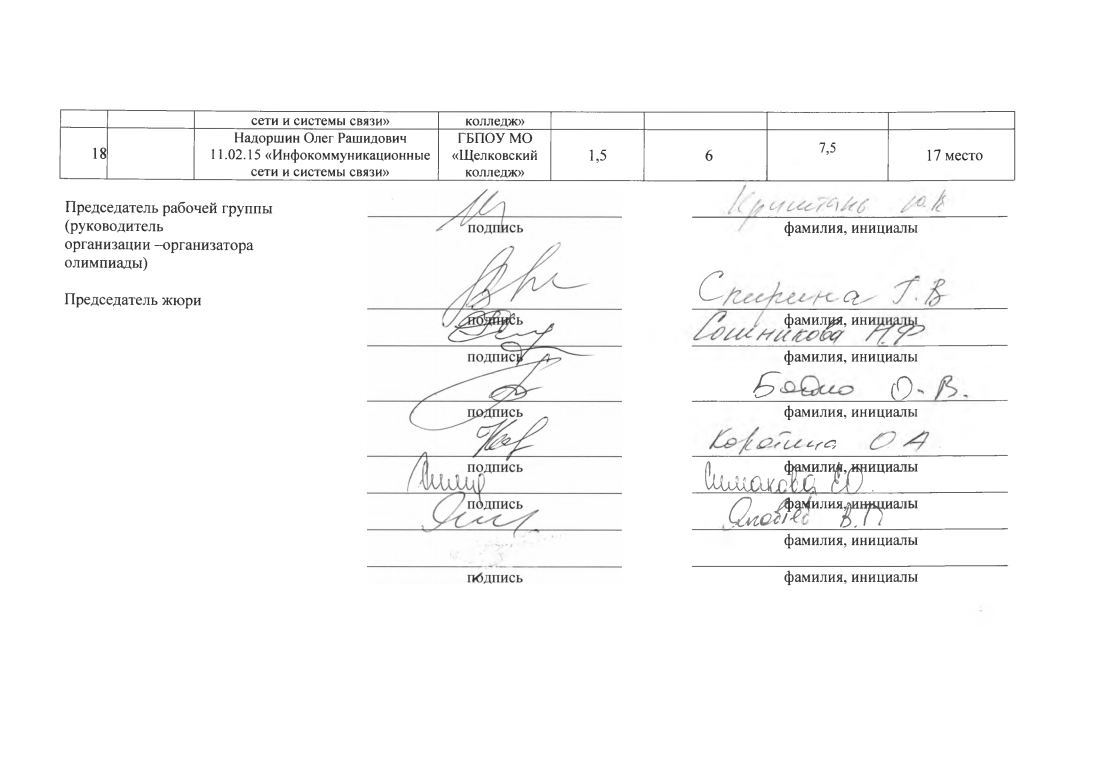 сети и системы связи» колледж»
18 Надоршин Олег Рашидович 11.02.15 «Инфокоммуникационные сети и системы связи» ГБПОУ МО «Щелковский колледж» 1,5 6 7,5 17 место
Председатель рабочей группы
(руководитель
организации –организатора
олимпиады)
подпись фамилия, инициалы
Председатель жюри Спирина Г.В
подпись фамилия, инициалы
Сошникова Н.Ф
подпись фамилия, инициалы
О.В.
подпись фамилия, инициалы
Коротина О А
подпись фамилия, инициалы
Симакова Е.Ю.
подпись фамилия, инициалы
В.П
фамилия, инициалы
подпись фамилия, инициалы